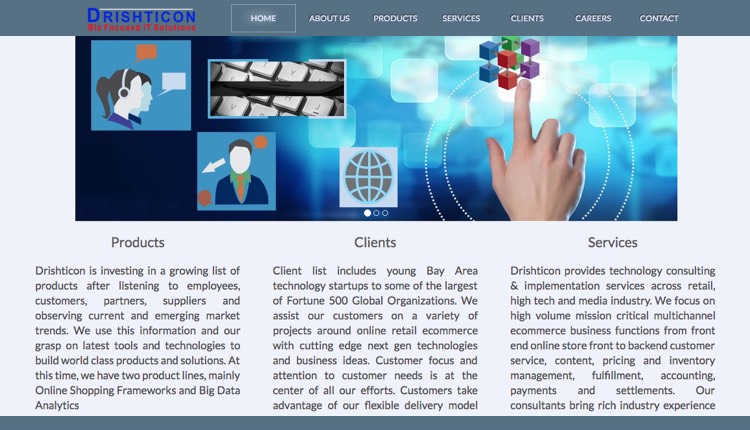 DRISHTICON
Biz Focused IT Solutions
HOME ABOUT US PRODUCTS SERVICES CLIENTS CAREERS CONTACT
Products
Drishticon is investing in a growing list of
products after listening to employees,
customers, partners, suppliers and
observing current and emerging market
trends. We use this information and our
grasp on latest tools and technologies to
build world class products and solutions. At
this time, we have two product lines, mainly
Online Shopping Frameworks and Big Data
Analytics
Clients
Client list includes young Bay Area
technology startups to some of the largest
of Fortune 500 Global Organizations. We
assist our customers on a variety of
projects around online retail ecommerce
with cutting edge next gen technologies
and business ideas. Customer focus and
attention to customer needs is at the
center of all our efforts. Customers take
advantage of our flexible delivery model
Services
Drishticon provides technology consulting
& implementation services across retail,
high tech and media industry. We focus on
high volume mission critical multichannel
ecommerce business functions from front
end online store front to backend customer
service, content, pricing and inventory
management, fulfillment, accounting,
payments and settlements. Our
consultants bring rich industry experience